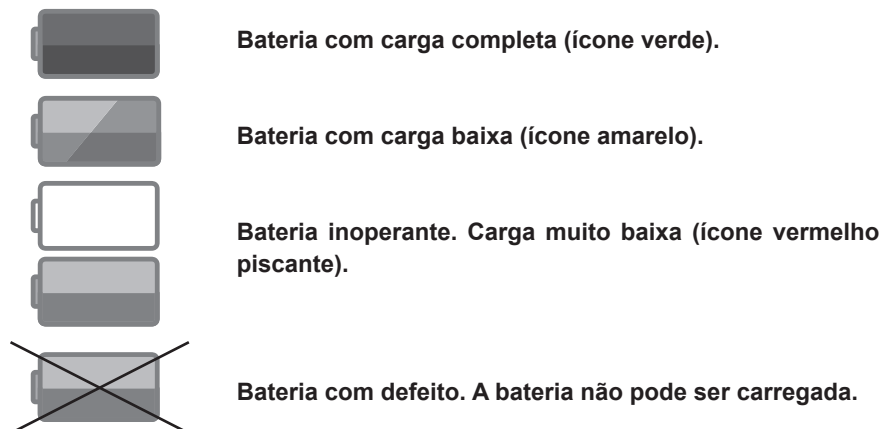 Bateria com carga completa (ícone verde).
Bateria com carga baixa (ícone amarelo).
Bateria inoperante. Carga muito baixa (ícone vermelho
piscante).
Bateria com defeito. A bateria não pode ser carregada.